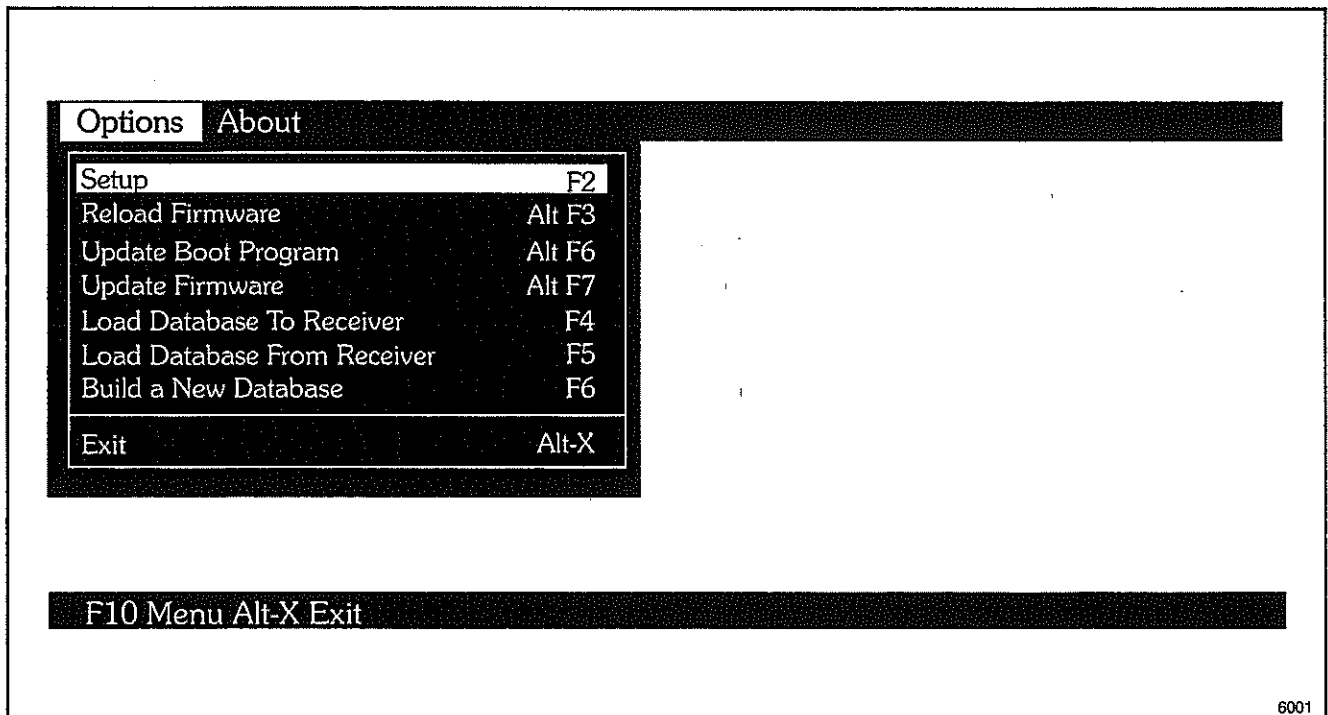 Options About
Setup F2
Reload Firmware Alt F3
Update Boot Program Alt F6
Update Firmware Alt F7
Load Database To Receiver F4
Load Database From Receiver F5
Build a New Database F6
Exit Alt-X
F10 Menu Alt-X Exit
6001